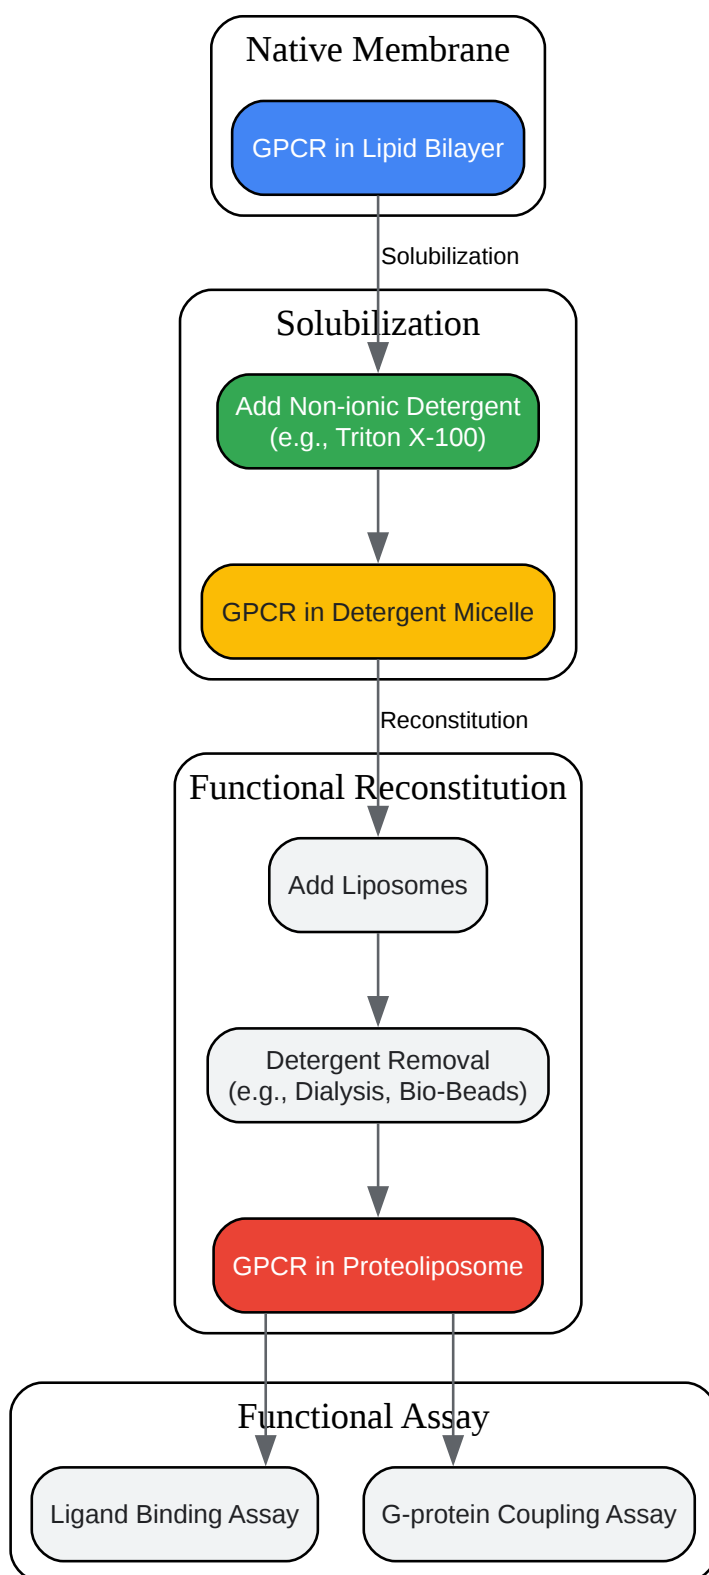 Native Membrane
GPCR in Lipid Bilayer
Solubilization
Solubilization
Add Non-ionic Detergent
(e.g., Triton X-100)
GPCR in Detergent Micelle
Reconstitution
Functional Reconstitution
Add Liposomes
Detergent Removal
(e.g., Dialysis, Bio-Beads)
GPCR in Proteoliposome
Functional Assay
Ligand Binding Assay
G-protein Coupling Assay